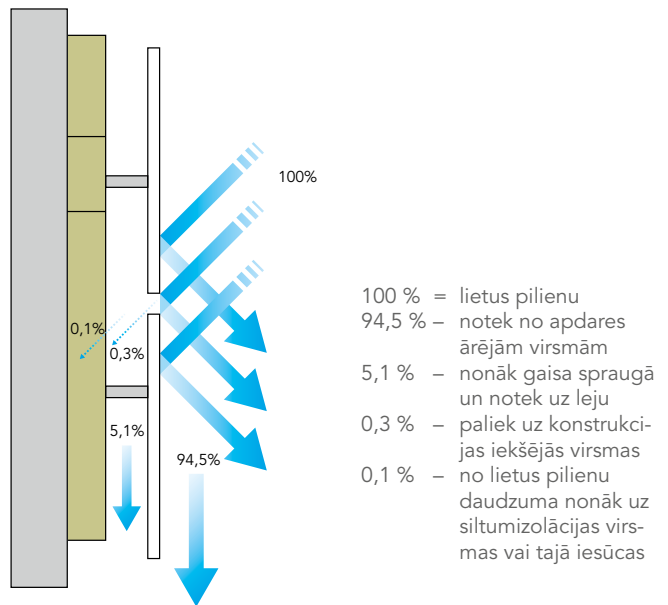 100%
0,1%
0,3%
5,1%
94,5%
100 % = lietus pilienu
94,5 % – notek no apdares
ārējām virsmām
5,1 % – nonāk gaisa spraugā
un notek uz leju
0,3 % – paliek uz konstrukci-
jas iekšējās virsmas
0,1 % – no lietus pilienu
daudzuma nonāk uz
siltumizolācijas virs-
mas vai tajā iesūcas